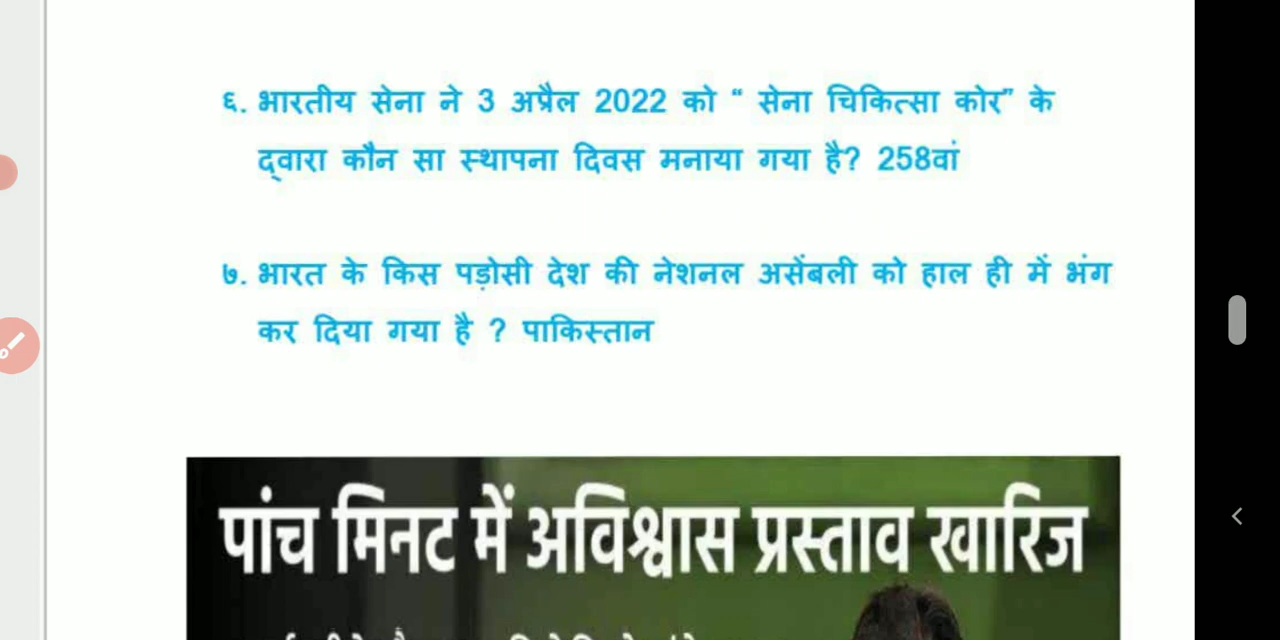 ६. भारतीय सेना ने 3 अप्रैल 2022 को “ सेना चिकित्सा कोर” के
द्वारा कौन सा स्थापना दिवस मनाया गया है? 258वां
७. भारत के किस पड़ोसी देश की नेशनल असेंबली को हाल ही में भंग
कर दिया गया है ? पाकिस्तान
पांच मिनट में अविश्वास प्रस्ताव खारिज